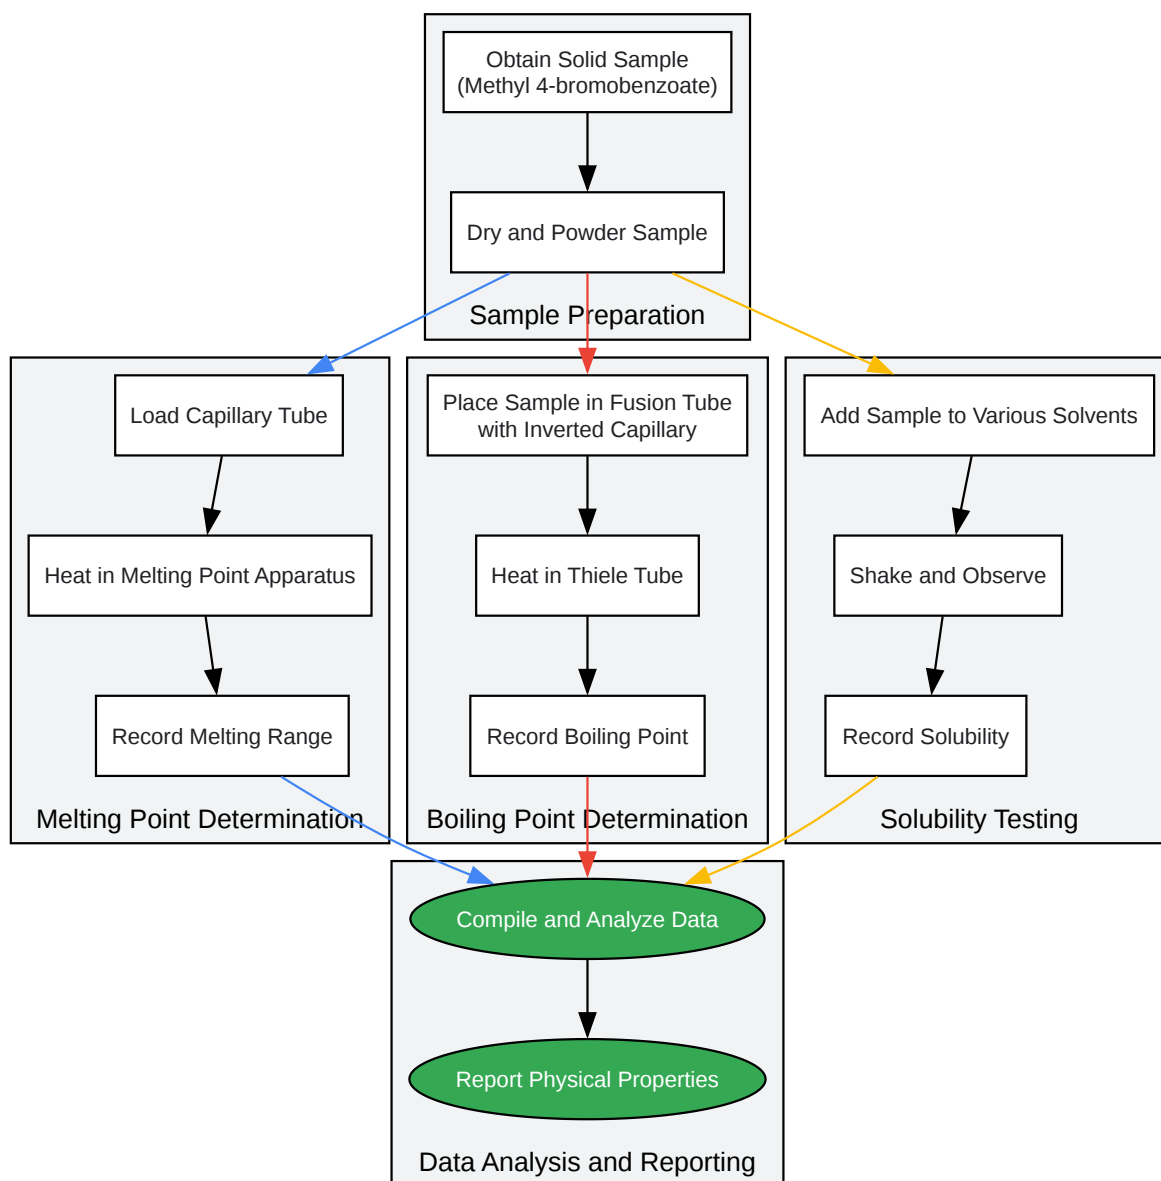 Obtain Solid Sample
(Methyl 4-bromobenzoate)
Dry and Powder Sample
Sample Preparation
Load Capillary Tube
Heat in Melting Point Apparatus
Record Melting Range
Melting Point Determination
Place Sample in Fusion Tube
with Inverted Capillary
Heat in Thiele Tube
Record Boiling Point
Boiling Point Determination
Add Sample to Various Solvents
Shake and Observe
Record Solubility
Solubility Testing
Compile and Analyze Data
Report Physical Properties
Data Analysis and Reporting